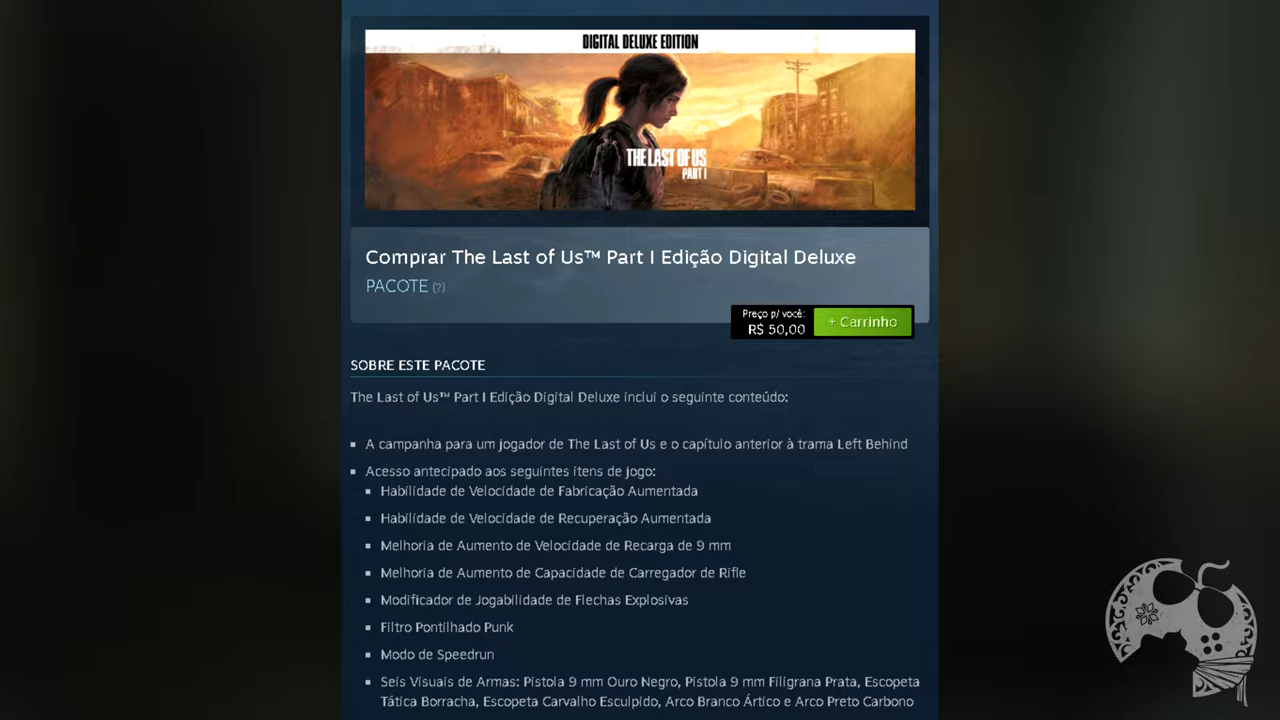 DIGITAL DELUXE EDITION
THE LAST OF US
PART I
Comprar The Last of Us™ Part I Edição Digital Deluxe
PACOTE (?)
Preço p/ você:
R$ 50,00
+ Carrinho
SOBRE ESTE PACOTE
The Last of Us™ Part I Edição Digital Deluxe inclui o seguinte conteúdo:
A campanha para um jogador de The Last of Us e o capítulo anterior à trama Left Behind
Acesso antecipado aos seguintes itens de jogo:
Habilidade de Velocidade de Fabricação Aumentada
Habilidade de Velocidade de Recuperação Aumentada
Melhoria de Aumento de Velocidade de Recarga de 9 mm
Melhoria de Aumento de Capacidade de Carregador de Rifle
Modificador de Jogabilidade de Flechas Explosivas
Filtro Pontilhado Punk
Modo de Speedrun
Seis Visuais de Armas: Pistola 9 mm Ouro Negro, Pistola 9 mm Filigrana Prata, Escopeta
Tática Borracha, Escopeta Carvalho Esculpido, Arco Branco Ártico e Arco Preto Carbono